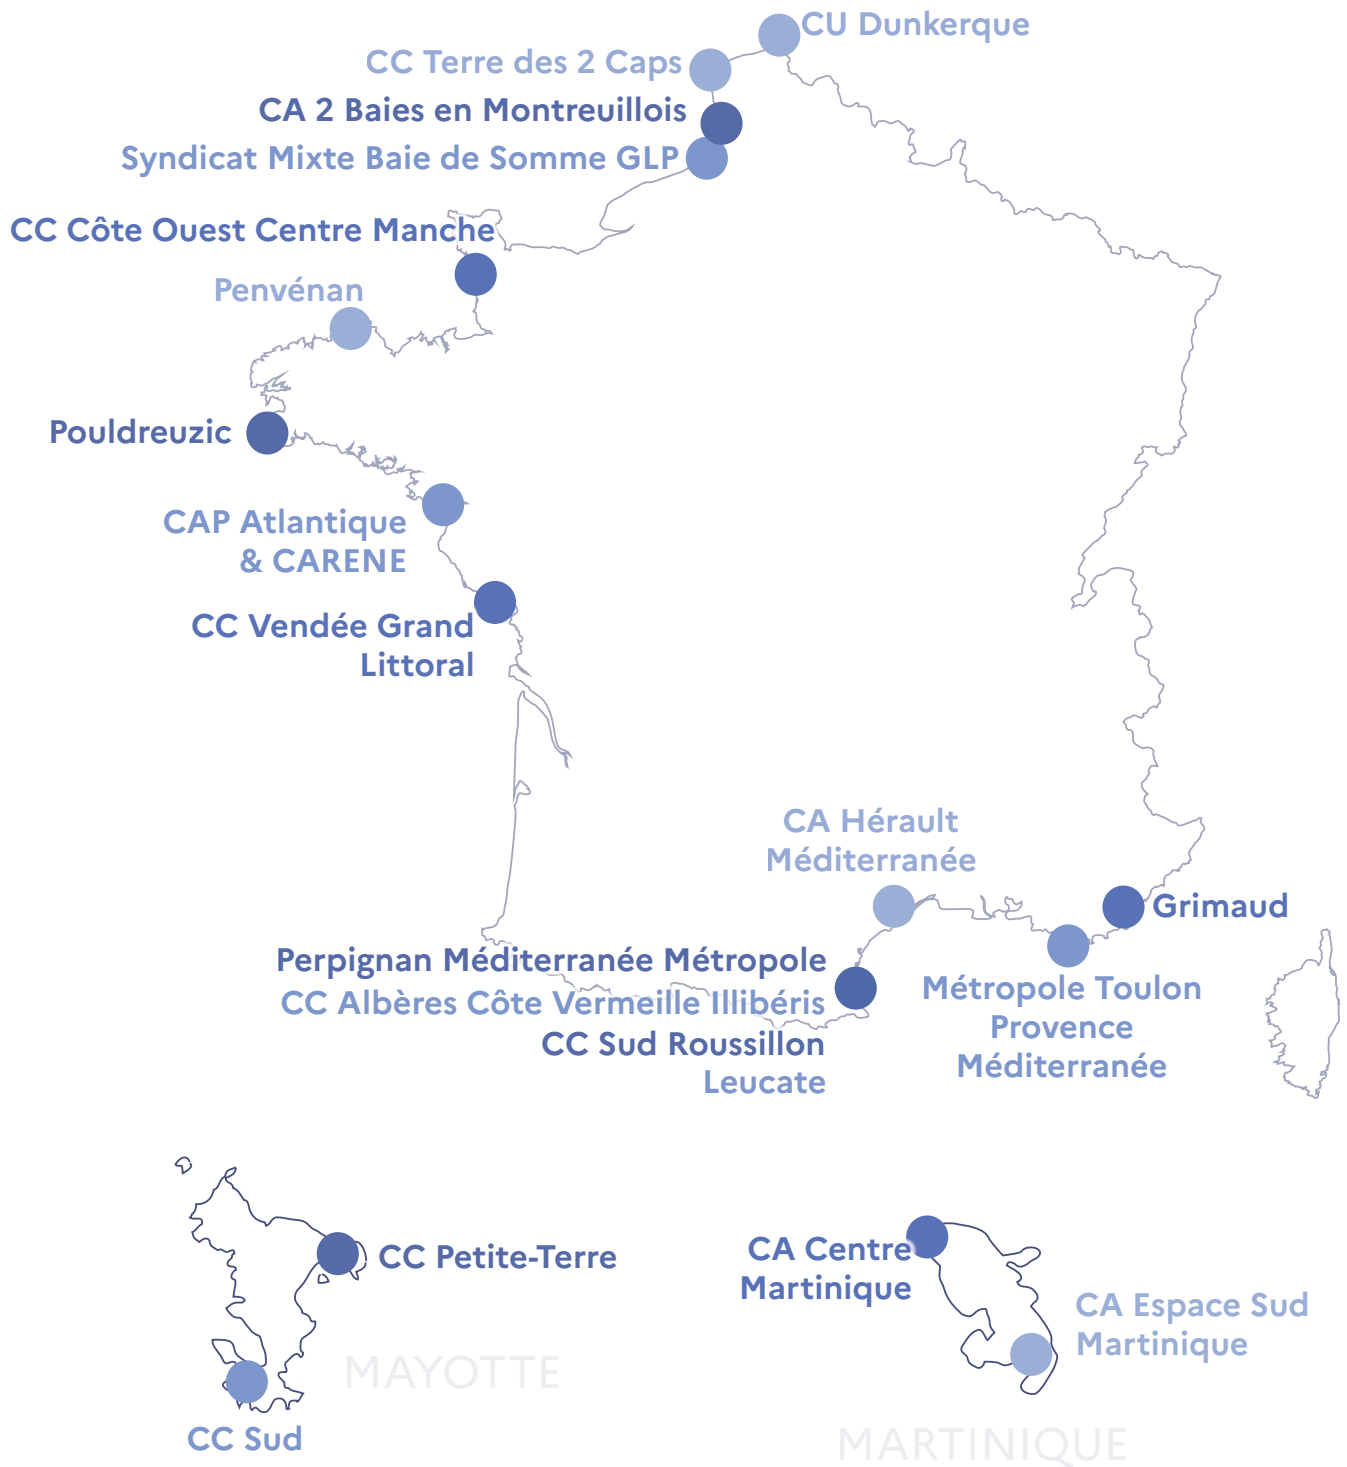 CU Dunkerque
CC Terre des 2 Caps
CA 2 Baies en Montreuillois
Syndicat Mixte Baie de Somme GLP
CC Côte Ouest Centre Manche
Penvénan
Pouldreuzic
CAP Atlantique
& CARENE
CC Vendée Grand
Littoral
CA Hérault
Méditerranée
Grimaud
Perpignan Méditerranée Métropole
CC Albères Côte Vermeille Illibéris
CC Sud Roussillon
Leucate
Métropole Toulon
Provence
Méditerranée
CC Petite-Terre
MAYOTTE
CC Sud
CA Centre
Martinique
CA Espace Sud
Martinique
MARTINIQUE